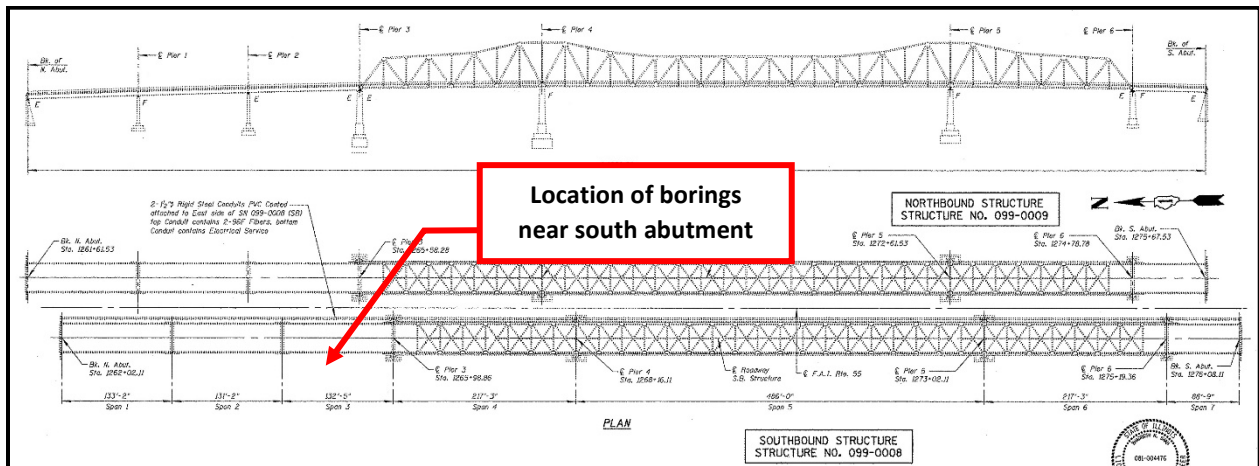 ℄ Pier 3
℄ Pier 4
℄ Pier 5
℄ Pier 6
℄ Pier 1
℄ Pier 2
Bk. of
N. Abut.
Bk. of
S. Abut.
E
F
E
E
E
F
F
E
E
Location of borings
near south abutment
NORTHBOUND STRUCTURE
STRUCTURE NO. 099-0009
N
2-1½"∅ Rigid Steel Conduits PVC Coated
attached to East side of SN 099-0008 (SB)
top Conduit contains 2-96F Fibers, bottom
Conduit contains Electrical Service
Bk. N. Abut.
Sta. 1261+61.53
℄ Pier 5
Sta. 1272+61.53
℄ Pier 6
Sta. 1274+78.78
Bk. S. Abut.
Sta. 1275+67.53
Bk. N. Abut.
Sta. 1262+02.11
℄ Pier 3
Sta. 1265+98.86
℄ Pier 4
Sta. 1268+16.11
℄ Roadway
S.B. Structure
℄ F.A.I. Rte. 55
℄ Pier 5
Sta. 1273+02.11
℄ Pier 6
Sta. 1275+19.36
Bk. S. Abut.
Sta. 1276+08.11
133'-2"
131'-2"
132'-5"
217'-3"
486'-0"
217'-3"
88'-9"
Span 1
Span 2
Span 3
Span 4
Span 5
Span 6
Span 7
PLAN
SOUTHBOUND STRUCTURE
STRUCTURE NO. 099-0008
STATE OF ILLINOIS
081-004476